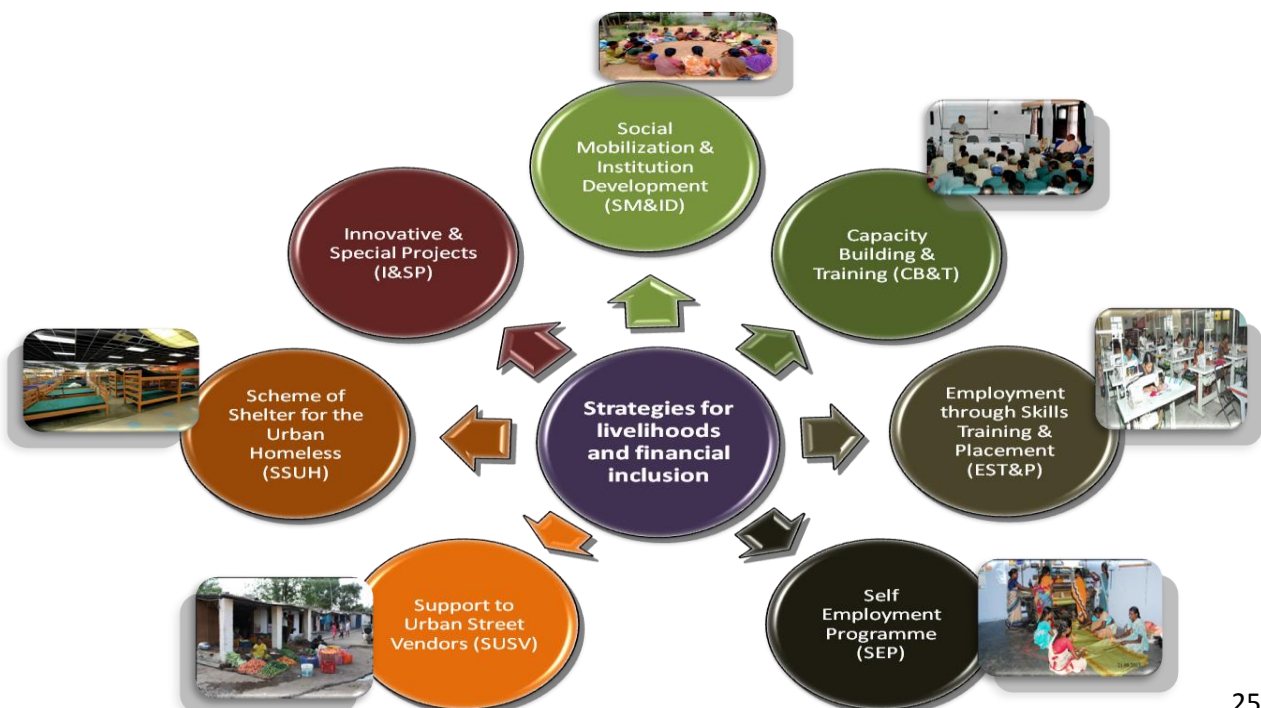 Social
Mobilization &
Institution
Development
(SM&ID)
Capacity
Building &
Training (CB&T)
Employment
through Skills
Training &
Placement
(EST&P)
Self
Employment
Programme
(SEP)
Support to
Urban Street
Vendors (SUSV)
Scheme of
Shelter for the
Urban
Homeless
(SSUH)
Innovative &
Special Projects
(I&SP)
Strategies for
livelihoods
and financial
inclusion
25